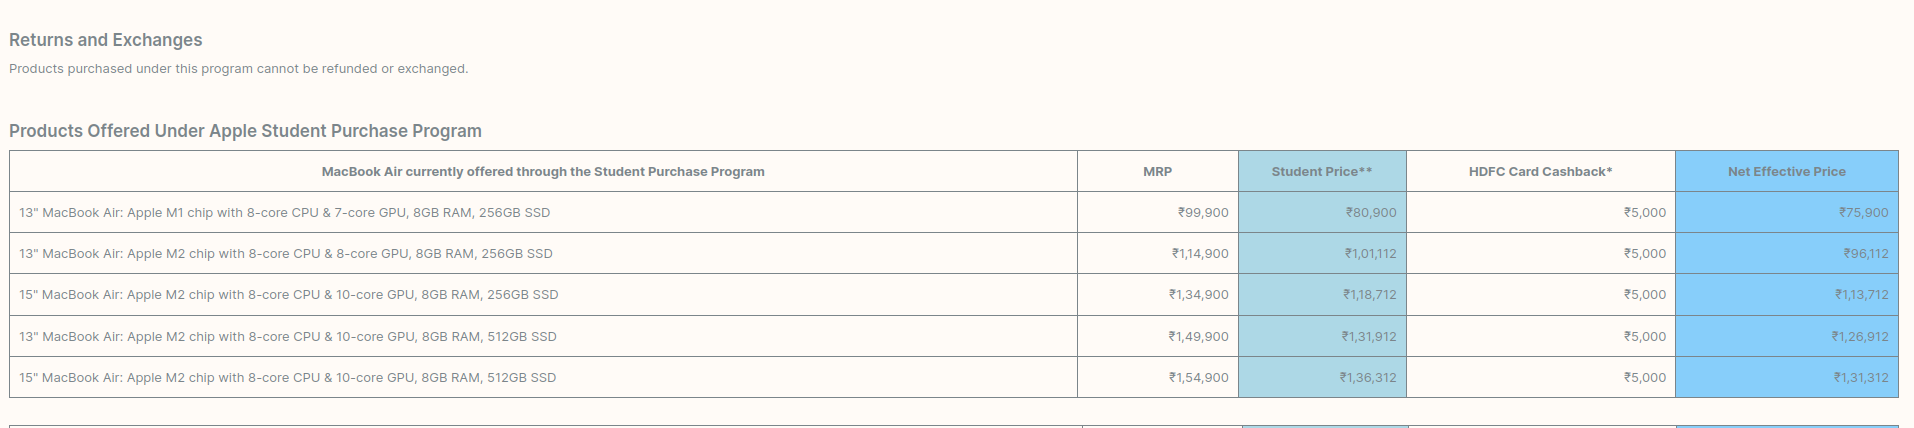 Returns and Exchanges
Products purchased under this program cannot be refunded or exchanged.
Products Offered Under Apple Student Purchase Program
MacBook Air currently offered through the Student Purchase Program MRP Student Price** HDFC Card Cashback* Net Effective Price
13" MacBook Air: Apple M1 chip with 8-core CPU & 7-core GPU, 8GB RAM, 256GB SSD ₹99,900 ₹80,900 ₹5,000 ₹75,900
13" MacBook Air: Apple M2 chip with 8-core CPU & 8-core GPU, 8GB RAM, 256GB SSD ₹1,14,900 ₹1,01,112 ₹5,000 ₹96,112
15" MacBook Air: Apple M2 chip with 8-core CPU & 10-core GPU, 8GB RAM, 256GB SSD ₹1,34,900 ₹1,18,712 ₹5,000 ₹1,13,712
13" MacBook Air: Apple M2 chip with 8-core CPU & 10-core GPU, 8GB RAM, 512GB SSD ₹1,49,900 ₹1,31,912 ₹5,000 ₹1,26,912
15" MacBook Air: Apple M2 chip with 8-core CPU & 10-core GPU, 8GB RAM, 512GB SSD ₹1,54,900 ₹1,36,312 ₹5,000 ₹1,31,312